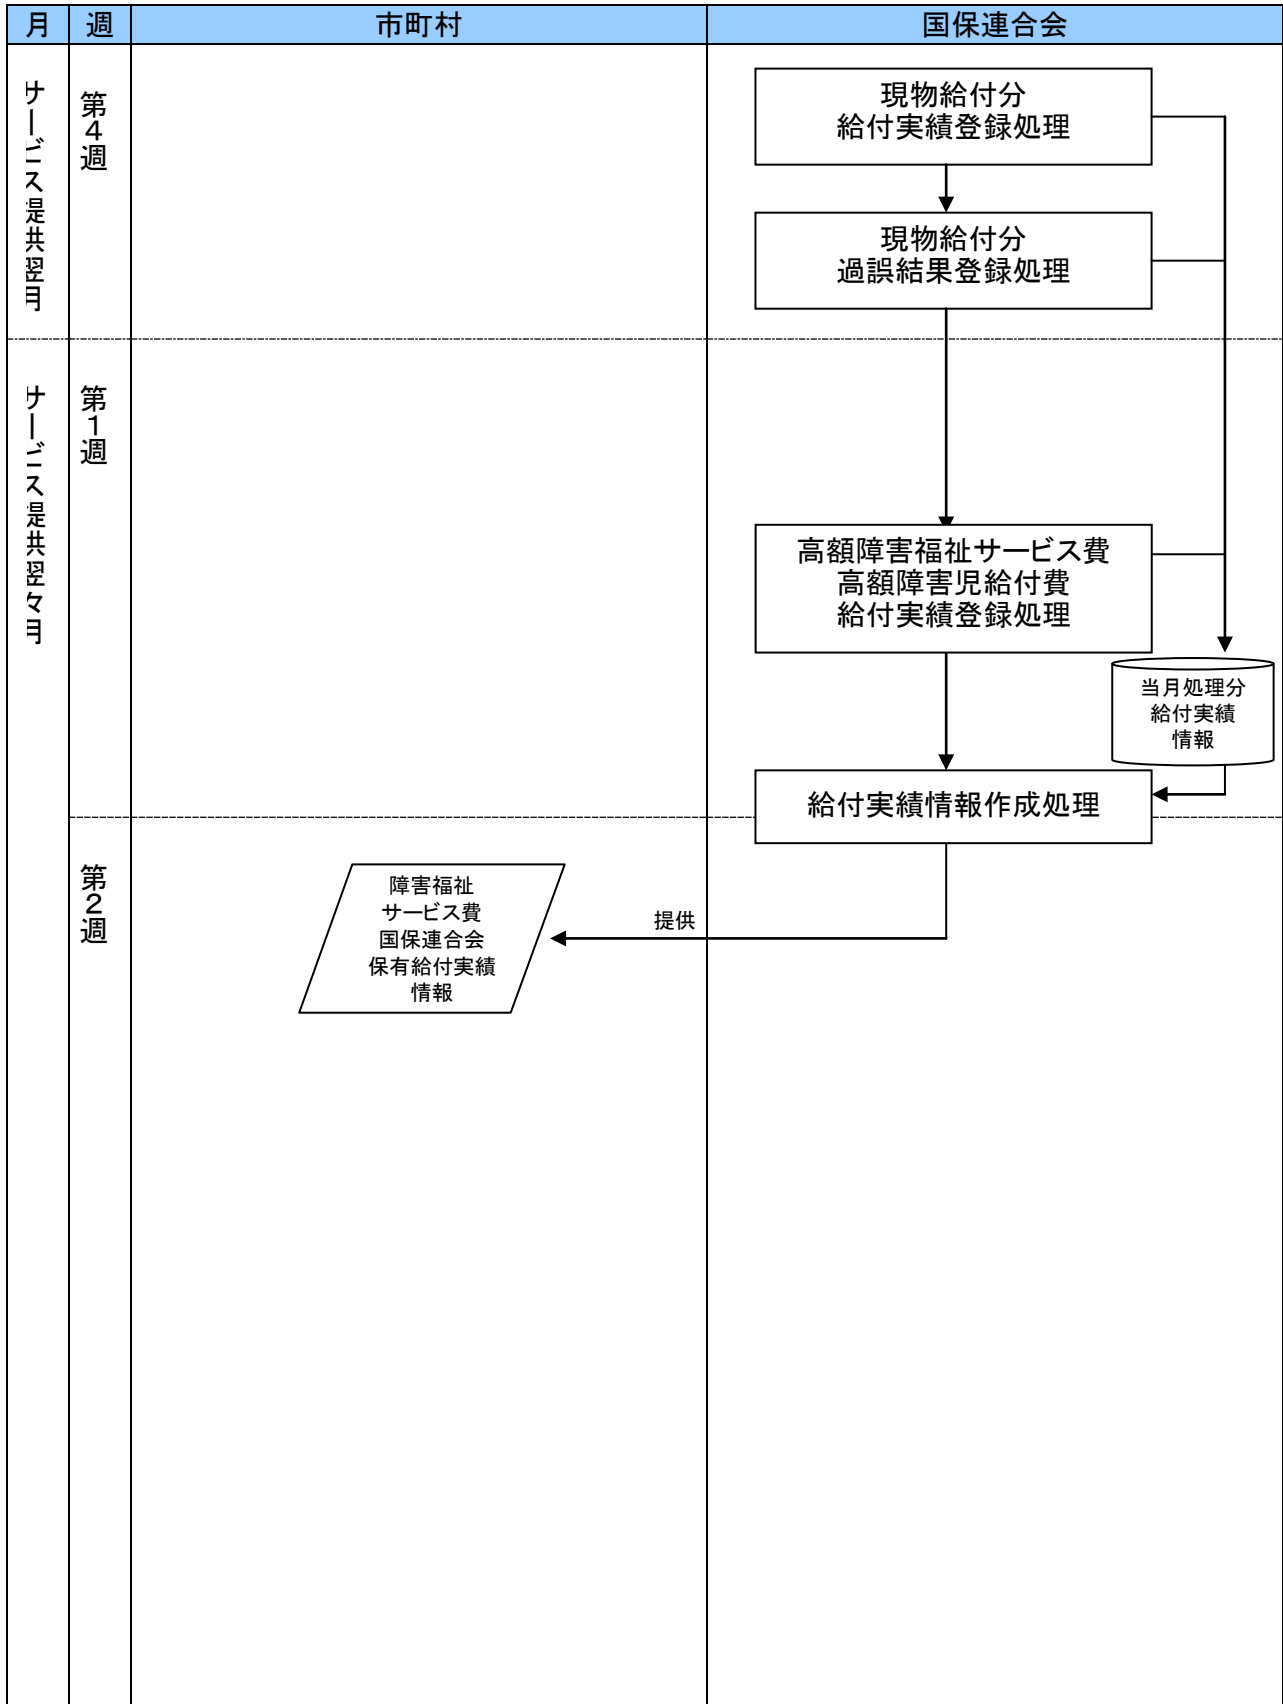 月 週 市町村 国保連合会
サービス提供翌月
第4週
現物給付分
給付実績登録処理
現物給付分
過誤結果登録処理
サービス提供翌々月
第1週
高額障害福祉サービス費
高額障害児給付費
給付実績登録処理
当月処理分
給付実績
情報
給付実績情報作成処理
第2週
障害福祉
サービス費
国保連合会
保有給付実績
情報
提供